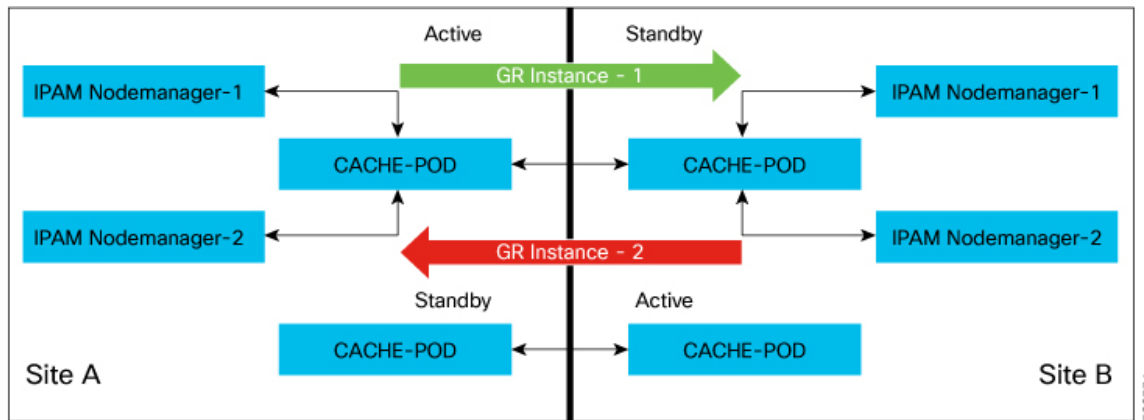 Active
Standby
GR Instance - 1
IPAM Nodemanager-1
IPAM Nodemanager-1
CACHE-POD
CACHE-POD
IPAM Nodemanager-2
IPAM Nodemanager-2
GR Instance - 2
Standby
Active
CACHE-POD
CACHE-POD
Site A
Site B